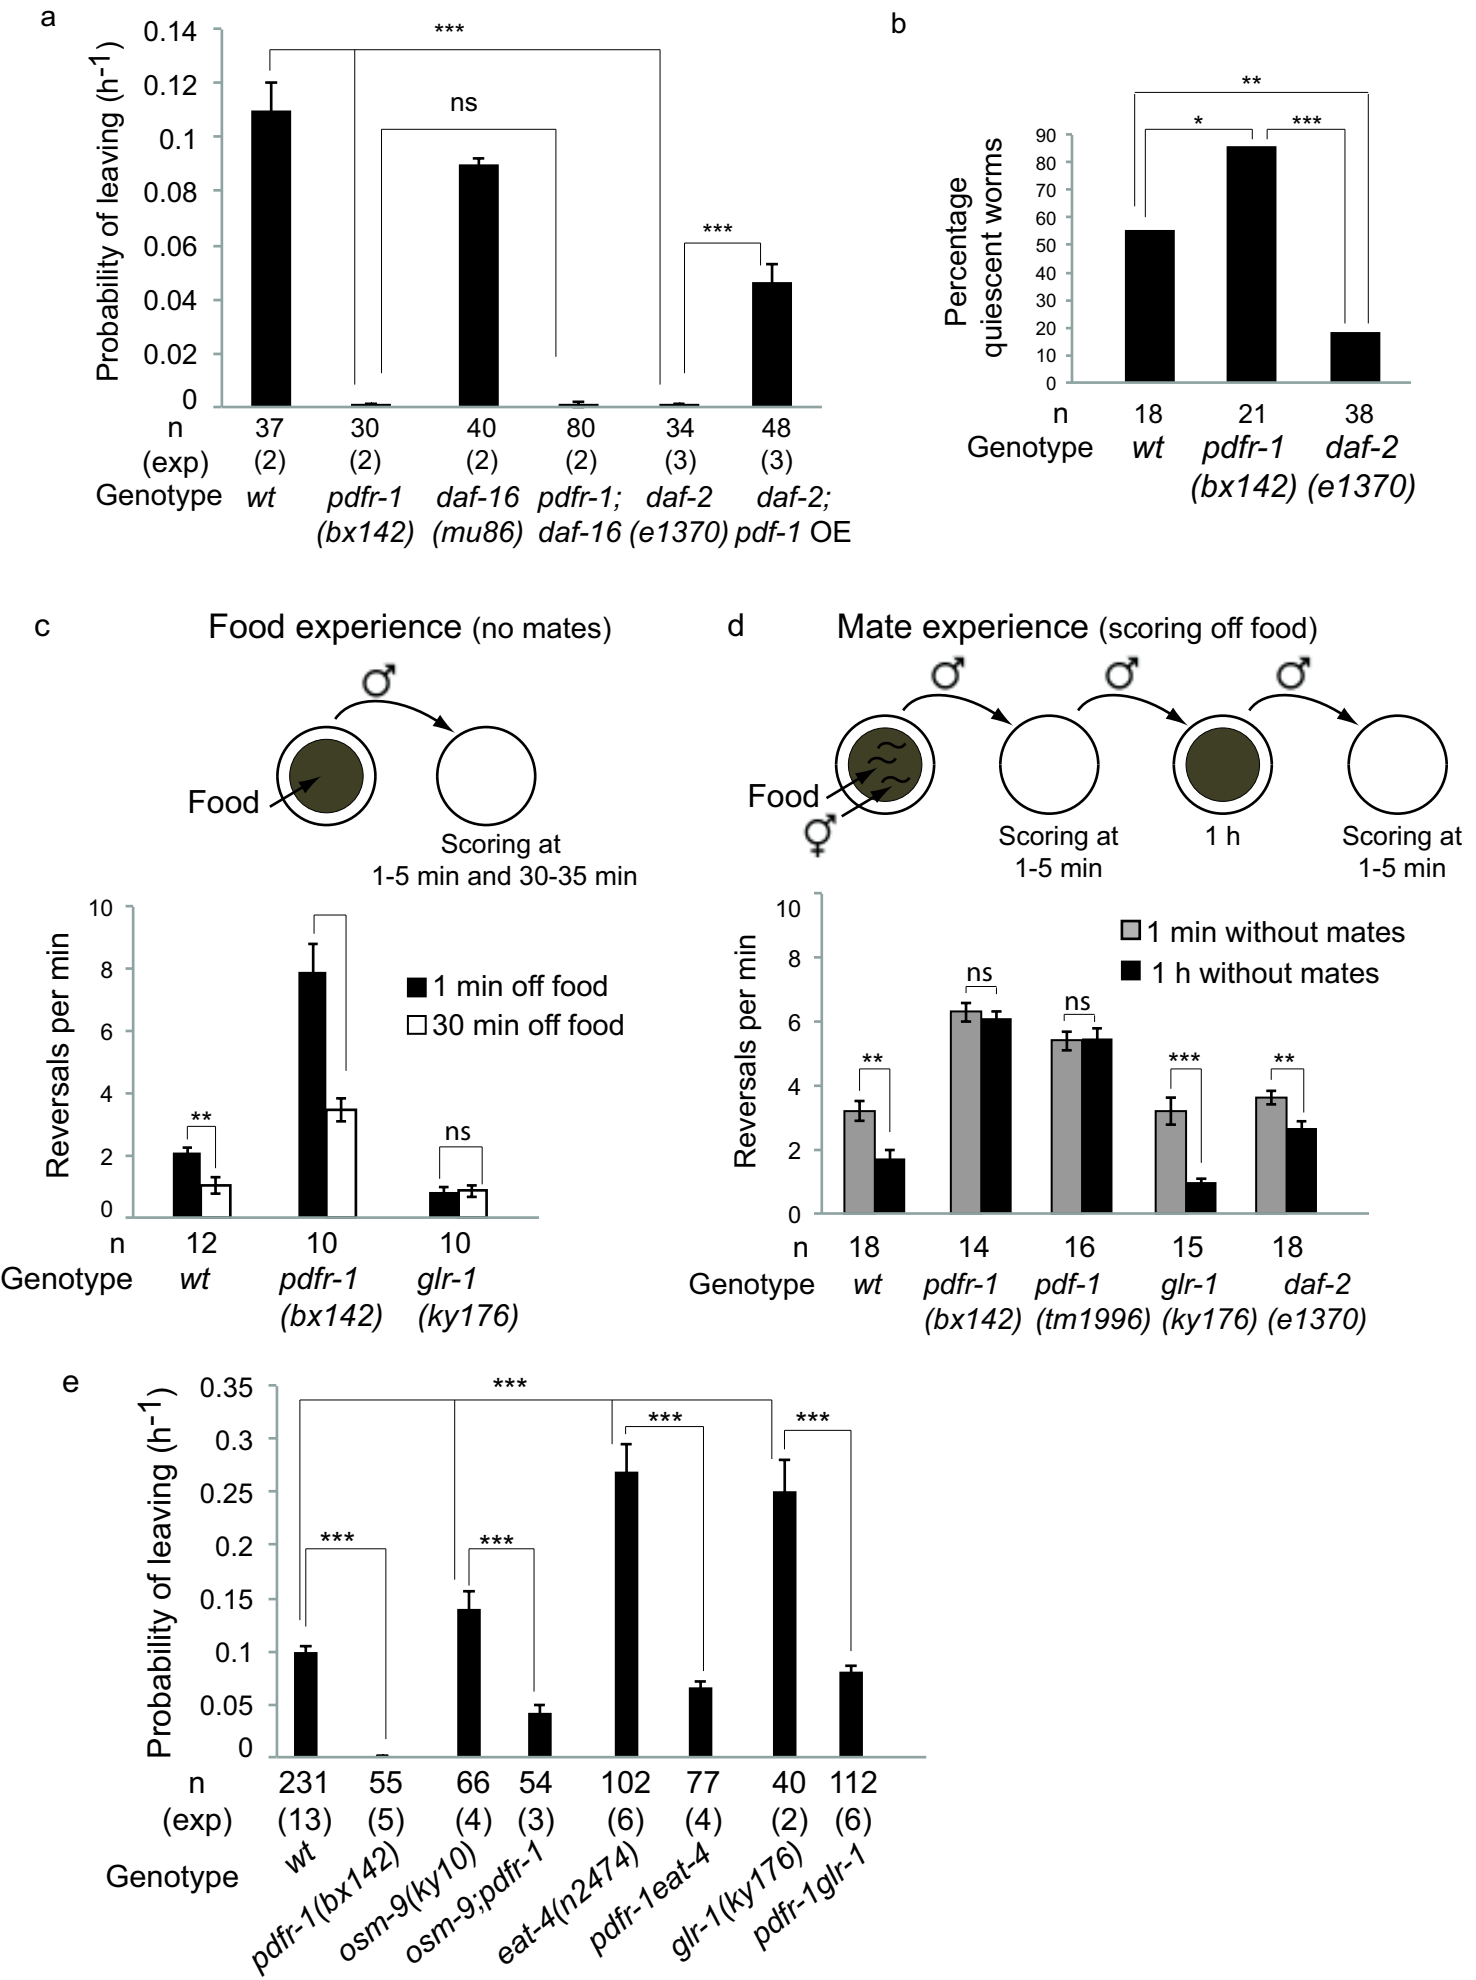 a
***
ns
***
Probability of leaving (h-1)
0.14
0.12
0.1
0.08
0.06
0.04
0.02
0
n 37 30 40 80 34 48
(exp) (2) (2) (2) (2) (3) (3)
Genotype wt pdfr-1 daf-16 pdfr-1; daf-2 daf-2;
(bx142) (mu86) daf-16 (e1370) pdf-1 OE
b
**
* ***
Percentage
quiescent worms
90
80
70
60
50
40
30
20
10
0
n 18 21 38
Genotype wt pdfr-1 daf-2
(bx142) (e1370)
c
Food experience (no mates)
♂
Food
Scoring at
1-5 min and 30-35 min
Reversals per min
10
8
6
4
2
0
1 min off food
30 min off food
**
ns
n 12 10 10
Genotype wt pdfr-1 glr-1
(bx142) (ky176)
d
Mate experience (scoring off food)
♂ ♂ ♂
Food
⚥
Scoring at 1 h Scoring at
1-5 min 1-5 min
Reversals per min
10
8
6
4
2
0
1 min without mates
1 h without mates
** ns ns *** **
n 18 14 16 15 18
Genotype wt pdfr-1 pdf-1 glr-1 daf-2
(bx142) (tm1996) (ky176) (e1370)
e
Probability of leaving (h-1)
0.35
0.3
0.25
0.2
0.15
0.1
0.05
0
***
*** ***
*** ***
n 231 55 66 54 102 77 40 112
(exp) (13) (5) (4) (3) (6) (4) (2) (6)
Genotype
wt
pdfr-1(bx142)
osm-9(ky10)
osm-9;pdfr-1
eat-4(n2474)
pdfr-1eat-4
glr-1(ky176)
pdfr-1glr-1